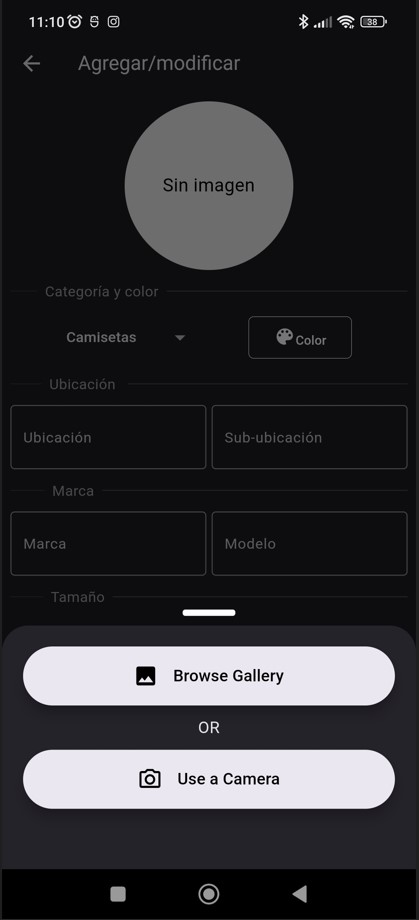 11:10
38
Agregar/modificar
Sin imagen
Categoría y color
Camisetas
Color
Ubicación
Ubicación
Sub-ubicación
Marca
Marca
Modelo
Tamaño
Browse Gallery
OR
Use a Camera